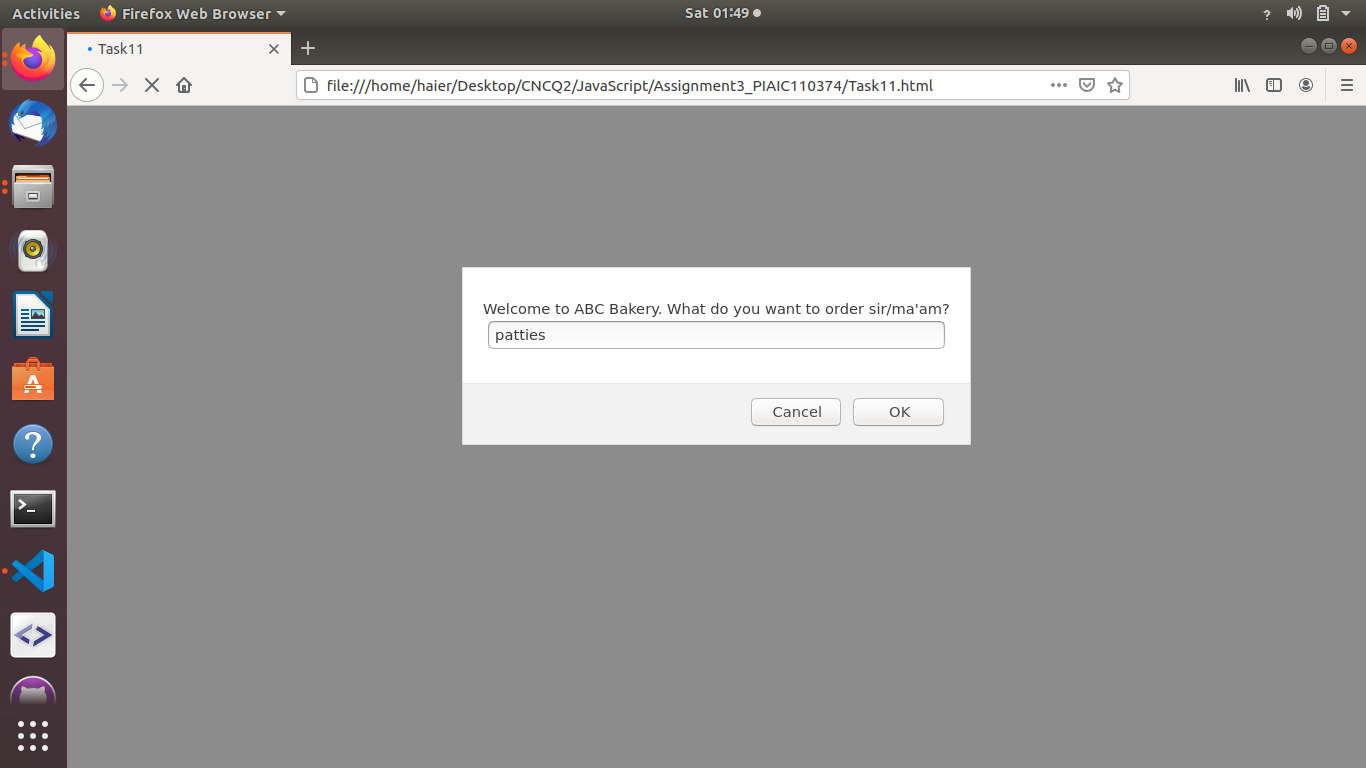 Activities Firefox Web Browser Sat 01:49
Task11
file:///home/haier/Desktop/CNCQ2/JavaScript/Assignment3_PIAIC110374/Task11.html
Welcome to ABC Bakery. What do you want to order sir/ma'am?
patties
Cancel OK